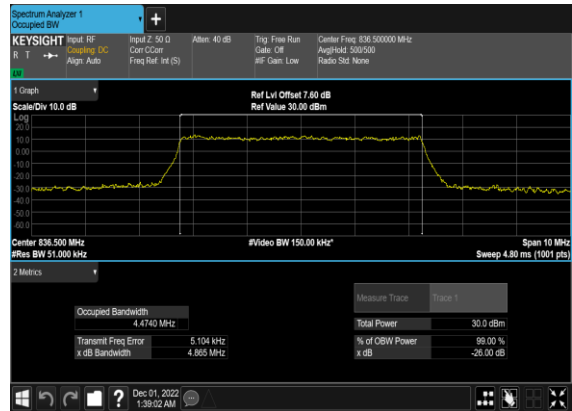 Spectrum Analyzer 1
Occupied BW
KEYSIGHT Input: RF Input Z: 50 Ω Atten: 40 dB Trig: Free Run Center Freq: 836.500000 MHz
R T Coupling: DC Corr CCorr Gate: Off Avg|Hold: 500/500
Align: Auto Freq Ref: Int (S) #IF Gain: Low Radio Std: None
1 Graph
Ref Lvl Offset 7.60 dB
Scale/Div 10.0 dB Ref Value 30.00 dBm
Log
20.0
10.0
0.00
-10.0
-20.0
-30.0
-40.0
-50.0
-60.0
Center 836.500 MHz #Video BW 150.00 kHz* Span 10 MHz
#Res BW 51.000 kHz Sweep 4.80 ms (1001 pts)
2 Metrics
Measure Trace Trace 1
Occupied Bandwidth
4.4740 MHz
Total Power 30.0 dBm
Transmit Freq Error 5.104 kHz % of OBW Power 99.00 %
x dB Bandwidth 4.865 MHz x dB -26.00 dB
Dec 01, 2022
1:39:02 AM